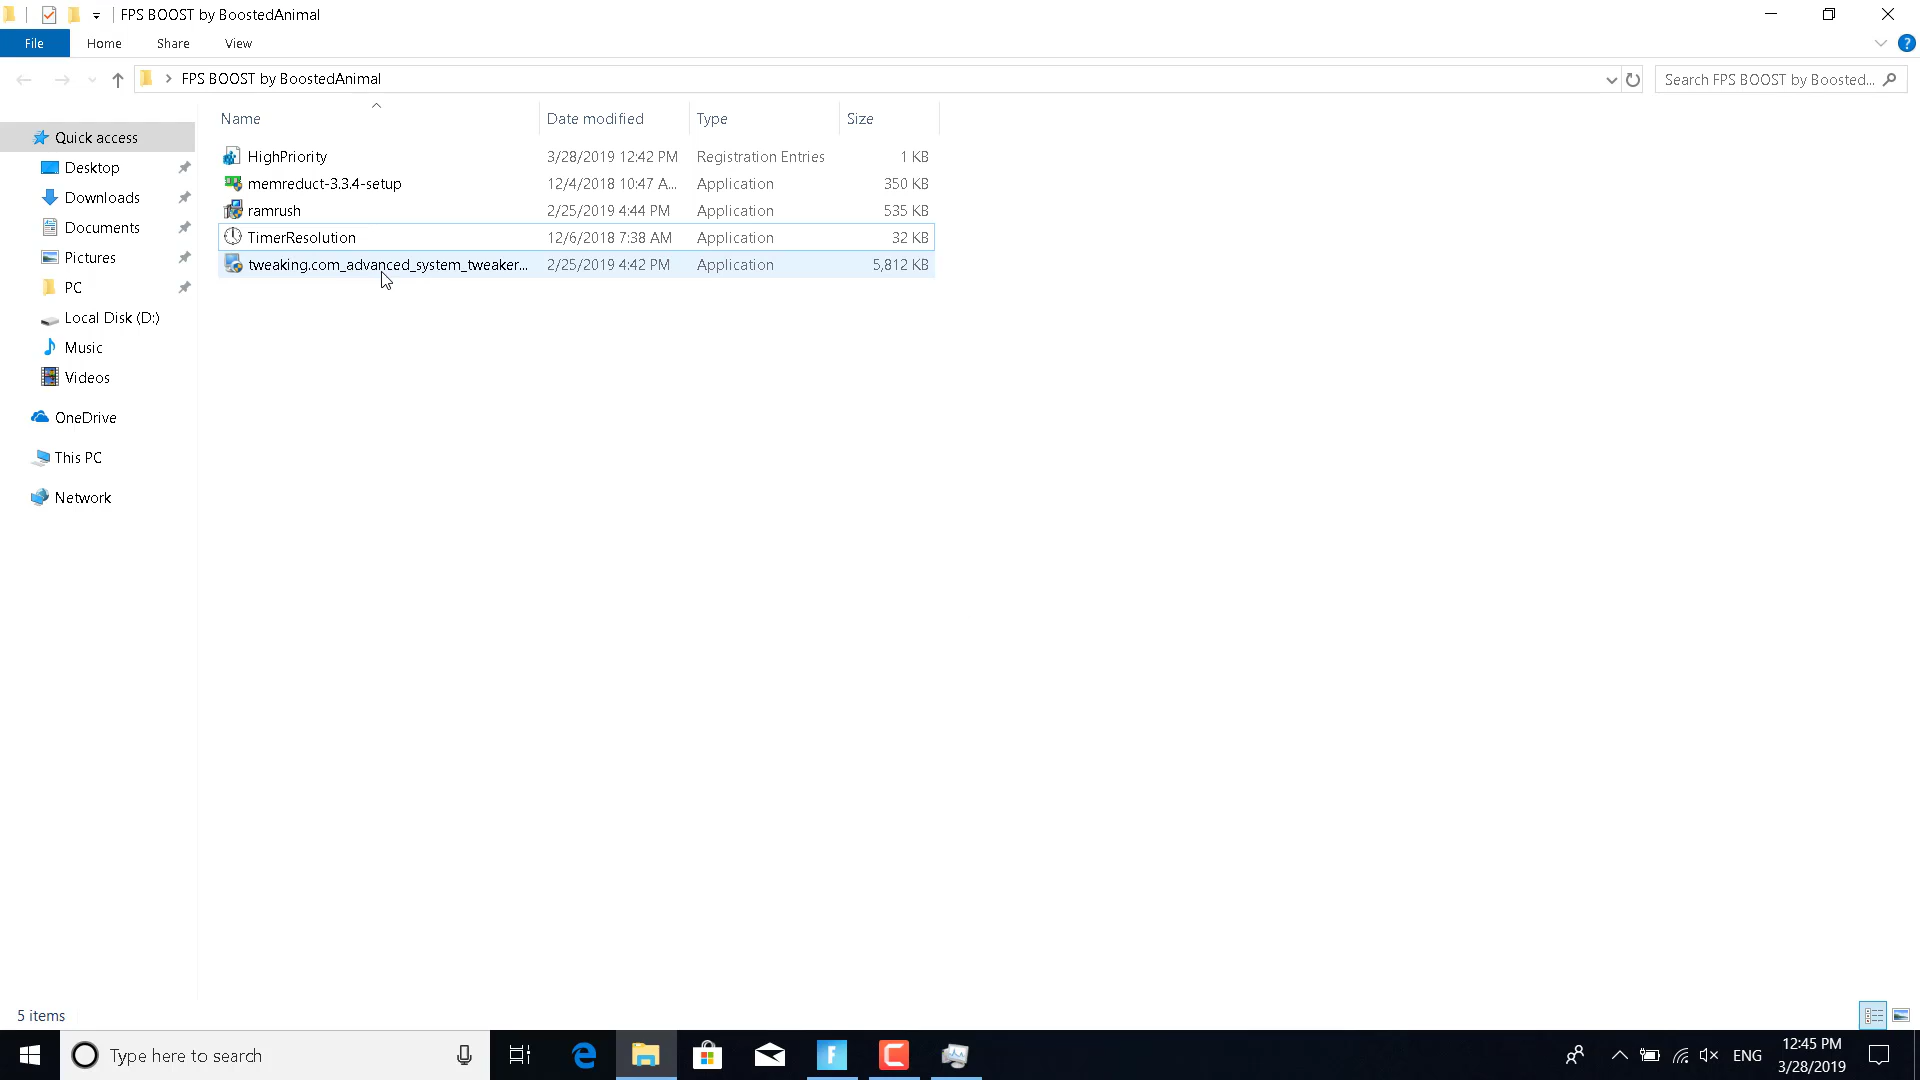 FPS BOOST by BoostedAnimal
File Home Share View
FPS BOOST by BoostedAnimal
Search FPS BOOST by Boosted...
Name Date modified Type Size
Quick access
Desktop
Downloads
Documents
Pictures
PC
Local Disk (D:)
Music
Videos
OneDrive
This PC
Network
HighPriority 3/28/2019 12:42 PM Registration Entries 1 KB
memreduct-3.3.4-setup 12/4/2018 10:47 A... Application 350 KB
ramrush 2/25/2019 4:44 PM Application 535 KB
TimerResolution 12/6/2018 7:38 AM Application 32 KB
tweaking.com_advanced_system_tweaker... 2/25/2019 4:42 PM Application 5,812 KB
5 items
Type here to search
ENG
12:45 PM
3/28/2019